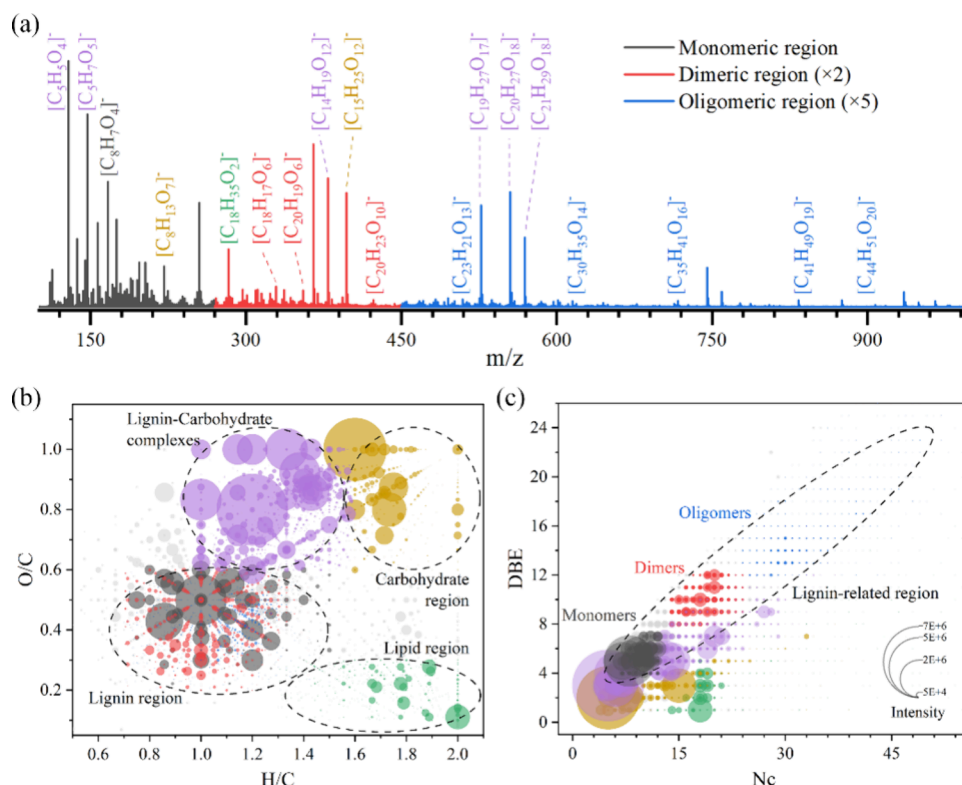 (a)
[C₅H₅O₄]⁻
[C₅H₇O₅]⁻
[C₈H₇O₄]⁻
[C₈H₁₃O₇]⁻
[C₁₈H₃₅O₂]⁻
[C₁₈H₁₇O₆]⁻
[C₂₀H₁₉O₆]⁻
[C₁₄H₁₉O₁₂]⁻
[C₁₅H₂₅O₁₂]⁻
[C₂₀H₂₃O₁₀]⁻
[C₂₃H₂₁O₁₃]⁻
[C₁₉H₂₇O₁₇]⁻
[C₂₀H₂₇O₁₈]⁻
[C₂₁H₂₉O₁₈]⁻
[C₃₀H₃₅O₁₄]⁻
[C₃₅H₄₁O₁₆]⁻
[C₄₁H₄₉O₁₉]⁻
[C₄₄H₅₁O₂₀]⁻
Monomeric region
Dimeric region (×2)
Oligomeric region (×5)
150 300 450 600 750 900
m/z
(b)
O/C
1.0
0.8
0.6
0.4
0.2
Lignin-Carbohydrate
complexes
Carbohydrate
region
Lipid region
Lignin region
0.6 0.8 1.0 1.2 1.4 1.6 1.8 2.0
H/C
(c)
DBE
24
20
16
12
8
4
0
Oligomers
Dimers
Monomers
Lignin-related region
7E+6
5E+6
2E+6
5E+4
Intensity
0 15 30 45
Nc